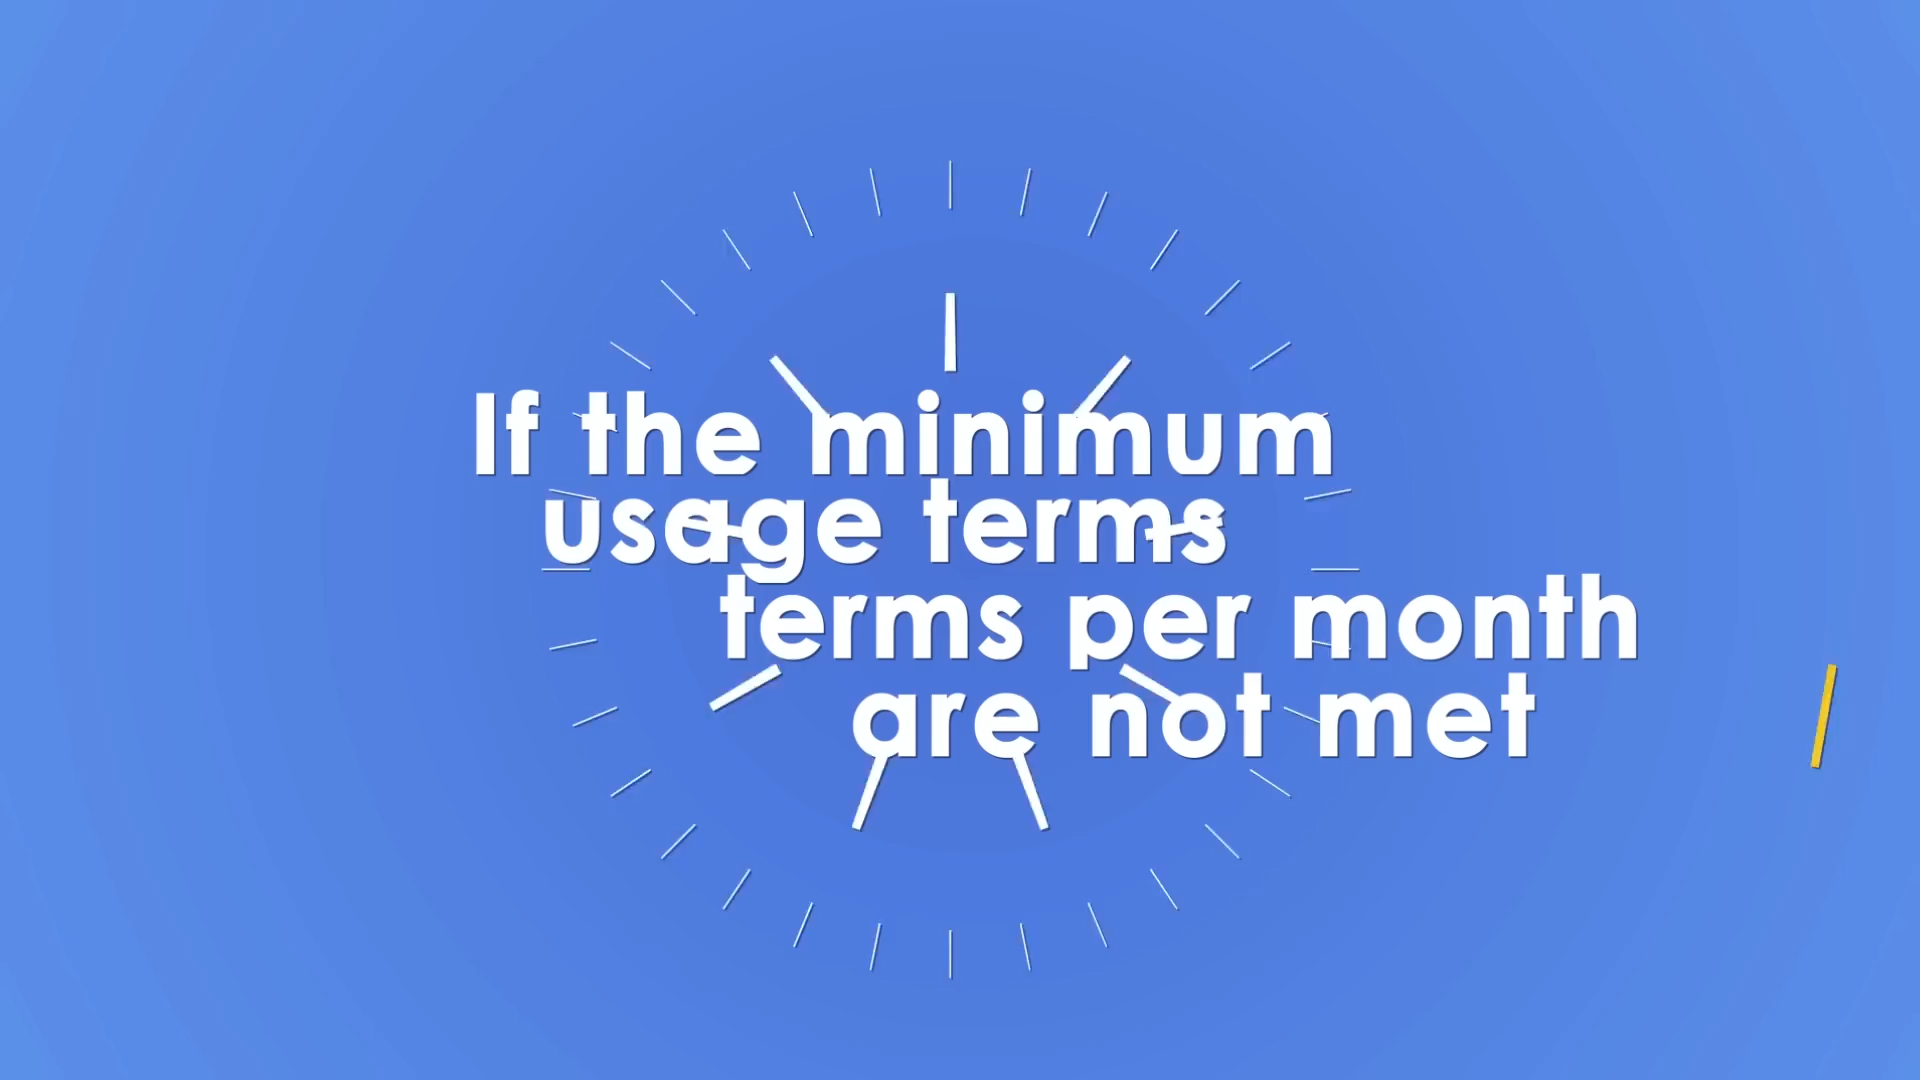 If the minimum
usage terms
terms per month
are not met